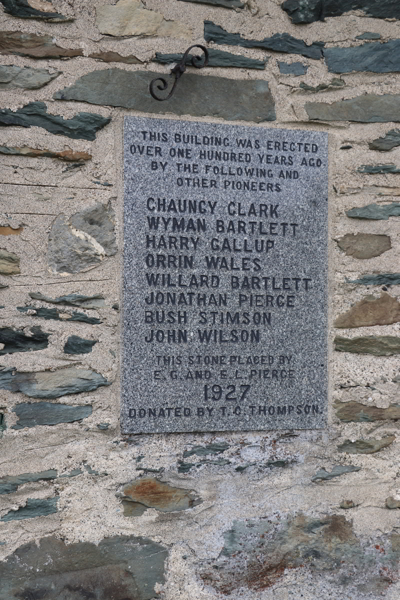 THIS BUILDING WAS ERECTED
OVER ONE HUNDRED YEARS AGO
BY THE FOLLOWING AND
OTHER PIONEERS
CHAUNCY CLARK
WYMAN BARTLETT
HARRY GALLUP
ORRIN WALES
WILLARD BARTLETT
JONATHAN PIERCE
BUSH STIMSON
JOHN WILSON
THIS STONE PLACED BY
E.G. AND E.L. PIERCE
1927
DONATED BY T.C. THOMPSON.